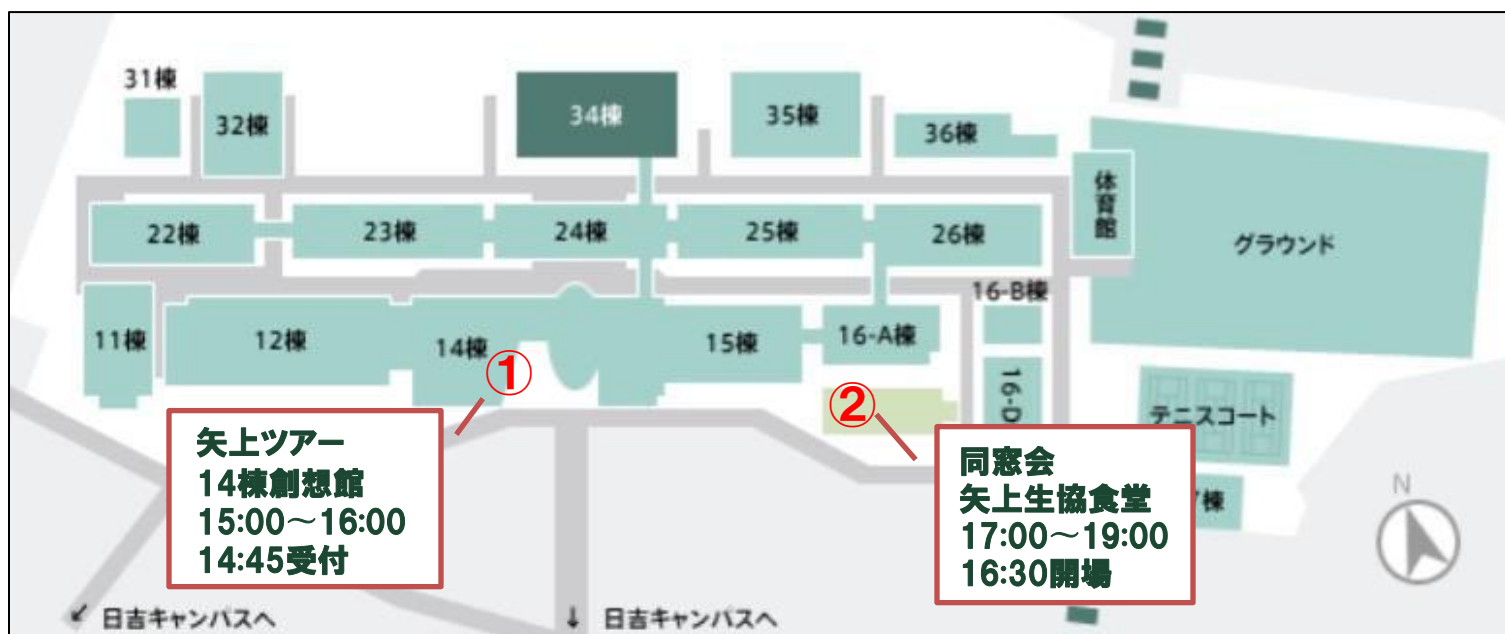 31棟
32棟
34棟
35棟
36棟
体育館
グラウンド
22棟
23棟
24棟
25棟
26棟
16-B棟
11棟
12棟
14棟
15棟
16-A棟
16-D
①
②
テニスコート
棟
矢上ツアー
14棟創想館
15:00～16:00
14:45受付
同窓会
矢上生協食堂
17:00～19:00
16:30開場
N
↙ 日吉キャンパスへ
↓ 日吉キャンパスへ